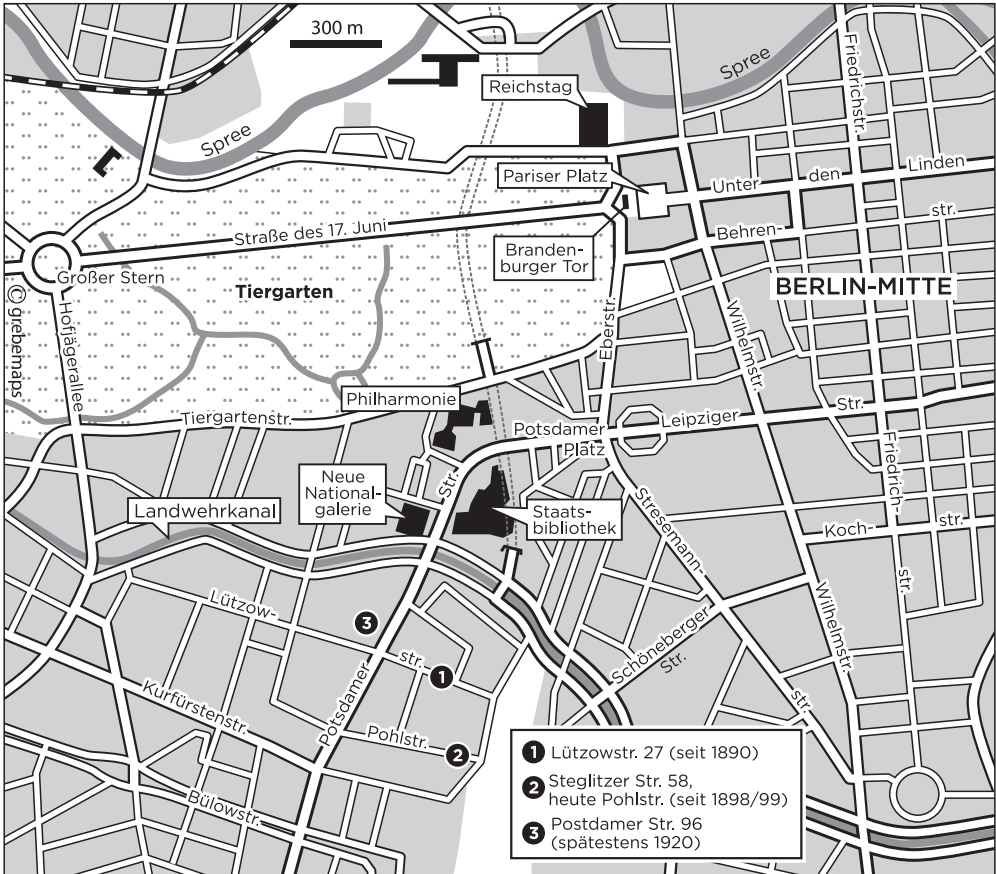 300 m
Spree
Friedrichstr.
Reichstag
Spree
Pariser Platz
Unter den Linden
Straße des 17. Juni
Behren-
str.
Branden-
burger Tor
Großer Stern
Tiergarten
BERLIN-MITTE
© grebemaps
Hofjägerallee
Eberstr.
Wilhelmstr.
Philharmonie
Tiergartenstr.
Potsdamer
Platz
Leipziger
Str.
Neue
National-
galerie
Str.
Staats-
bibliothek
Friedrich-
str.
Landwehrkanal
Stresemann-
str.
Koch-
str.
Lützow-
str.
3
1
Schöneberger
Str.
Wilhelmstr.
Kurfürstenstr.
Potsdamer
Pohlstr.
2
Bülowstr.
1 Lützowstr. 27 (seit 1890)
2 Steglitzer Str. 58,
heute Pohlstr. (seit 1898/99)
3 Postdamer Str. 96
(spätestens 1920)